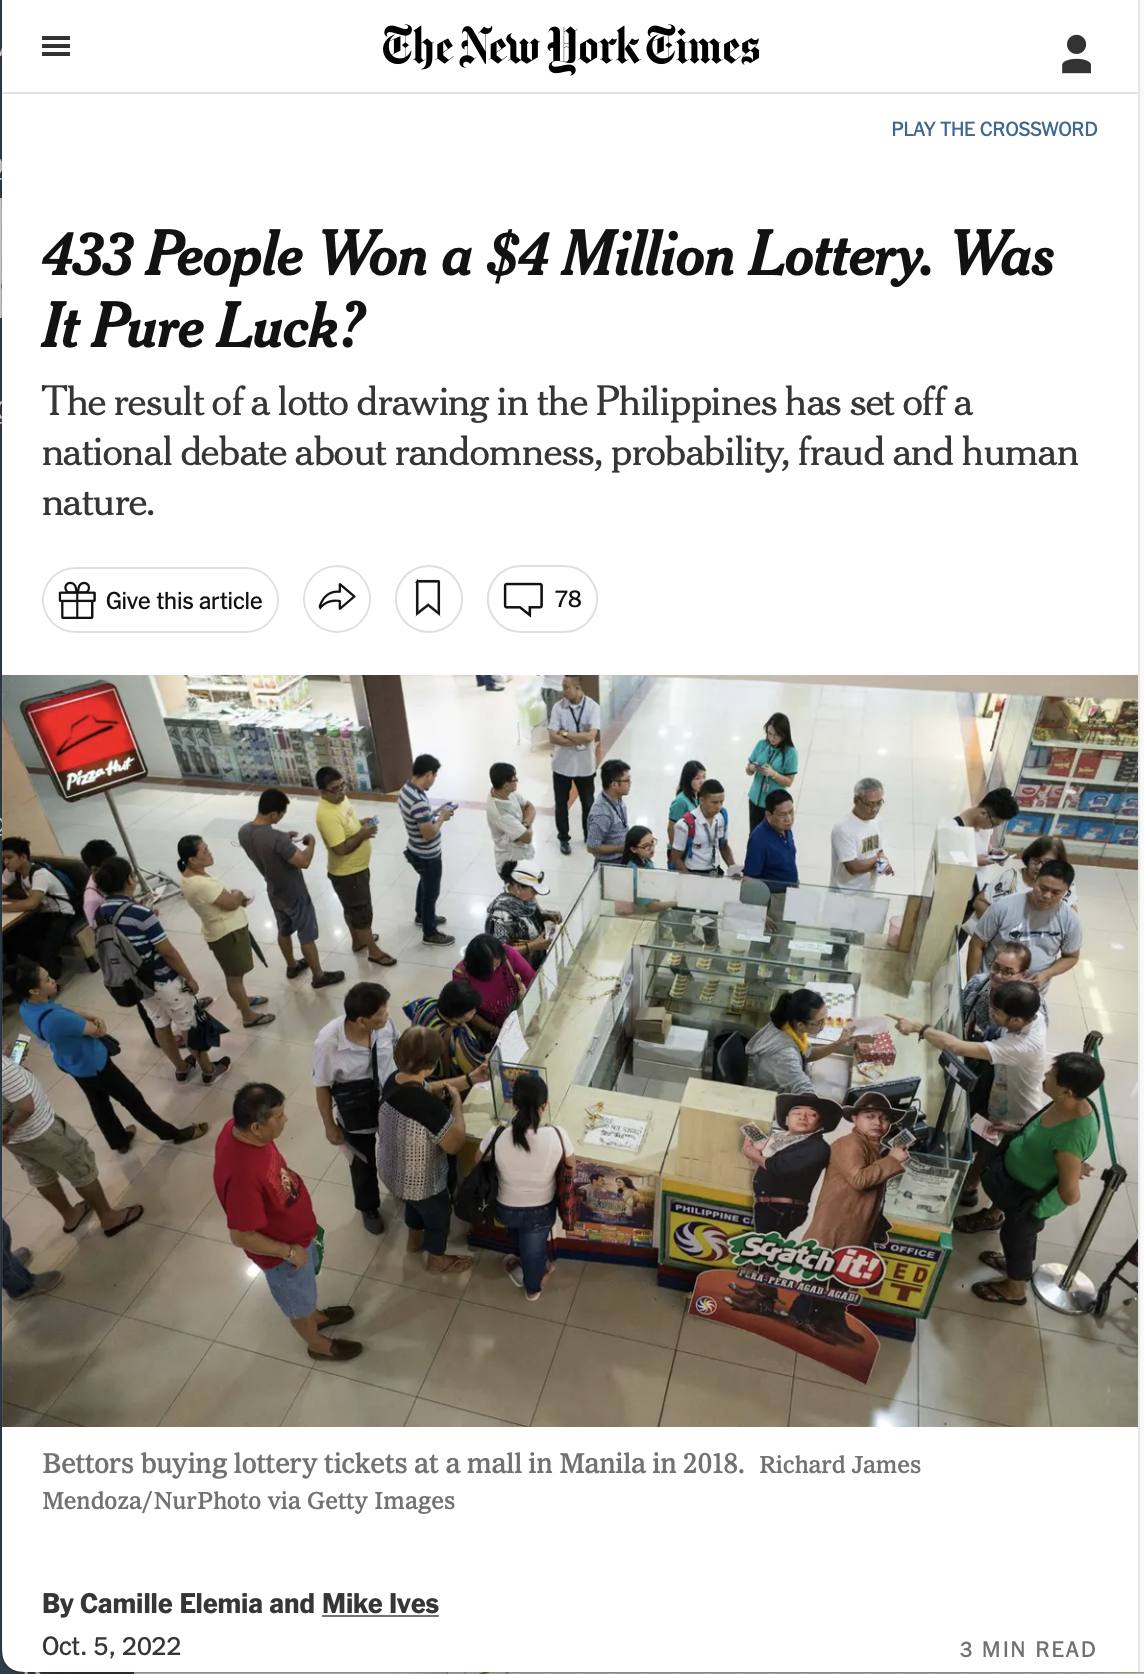 The New York Times
PLAY THE CROSSWORD
433 People Won a $4 Million Lottery. Was
It Pure Luck?
The result of a lotto drawing in the Philippines has set off a
national debate about randomness, probability, fraud and human
nature.
Give this article
78
Pizza Hut
PHILIPPINE C
S OFFICE
Scratch it!
PERA-PERA AGAD-AGAD!
ED
T
Bettors buying lottery tickets at a mall in Manila in 2018. Richard James
Mendoza/NurPhoto via Getty Images
By Camille Elemia and Mike Ives
Oct. 5, 2022
3 MIN READ